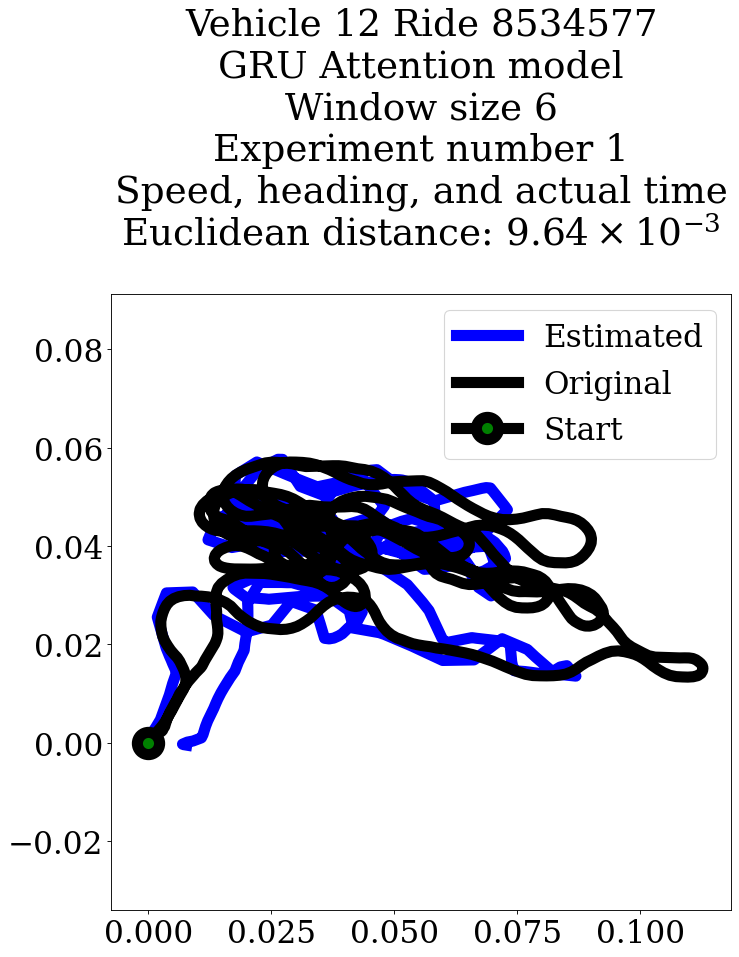 Vehicle 12 Ride 8534577
GRU Attention model
Window size 6
Experiment number 1
Speed, heading, and actual time
Euclidean distance: 9.64 × 10⁻³
Estimated
Original
Start
0.08
0.06
0.04
0.02
0.00
−0.02
0.000 0.025 0.050 0.075 0.100